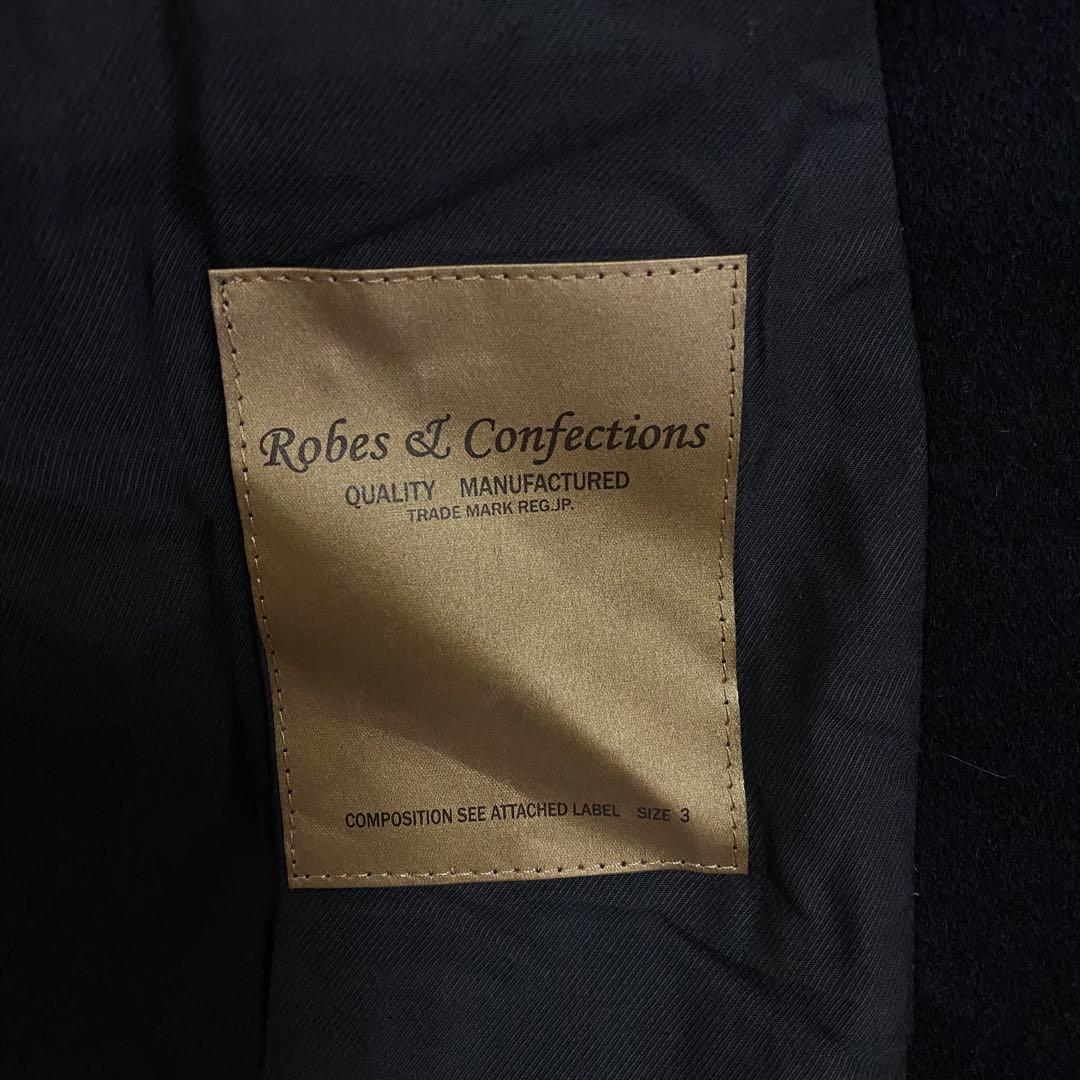 Robes & Confections
QUALITY MANUFACTURED
TRADE MARK REG.JP.
COMPOSITION SEE ATTACHED LABEL SIZE 3